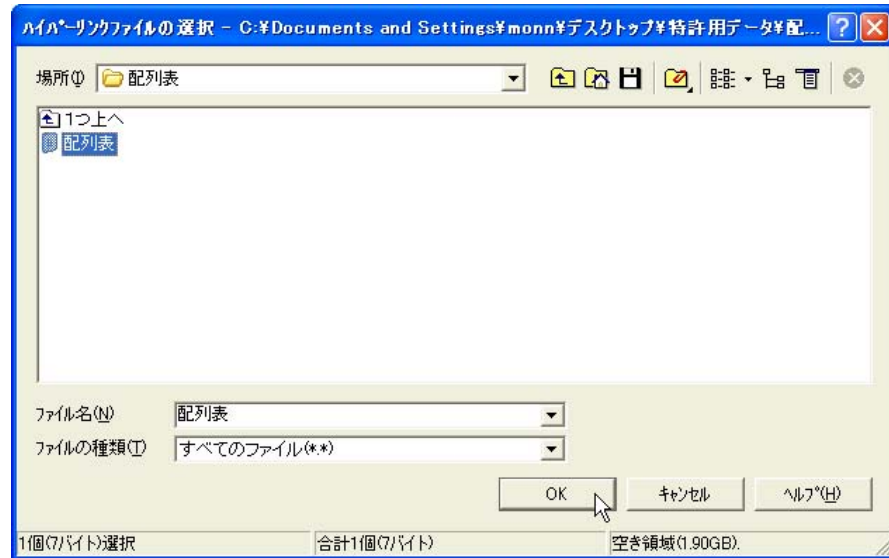 ハイパーリンクファイルの選択 - C:¥Documents and Settings¥monn¥デスクトップ¥特許用データ¥配...
場所(I) 配列表
1つ上へ
配列表
ファイル名(N) 配列表
ファイルの種類(T) すべてのファイル(*.*)
OK キャンセル ヘルプ(H)
1個(7バイト)選択 合計1個(7バイト) 空き領域(1.90GB).